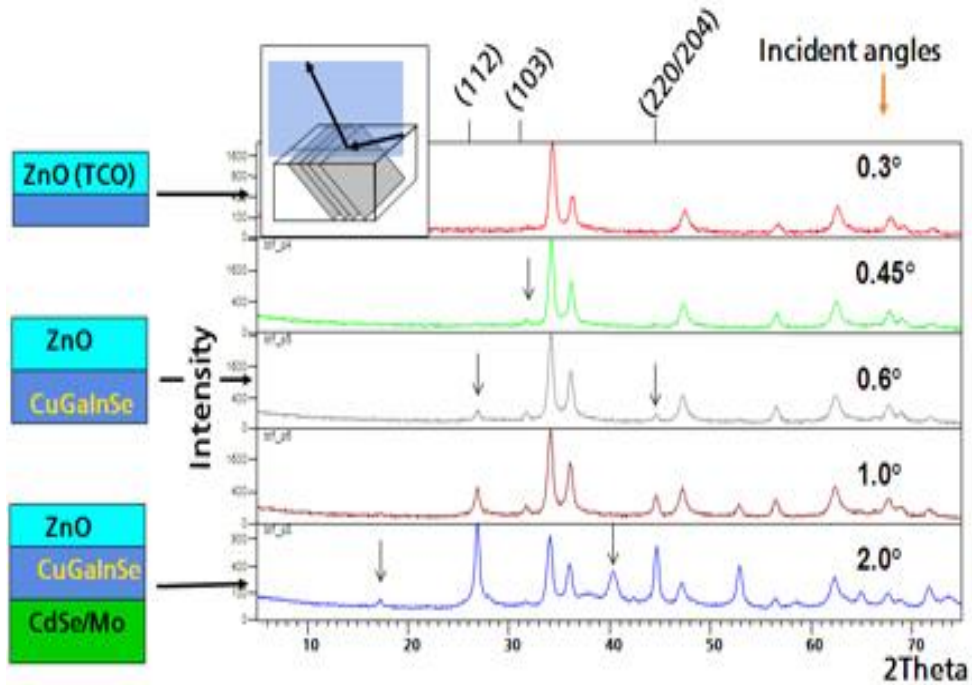 (112)
(103)
(220/204)
Incident angles
ZnO (TCO)
0.3°
0.45°
ZnO
CuGaInSe
0.6°
Intensity
1.0°
ZnO
CuGaInSe
CdSe/Mo
2.0°
10 20 30 40 50 60 70
2Theta